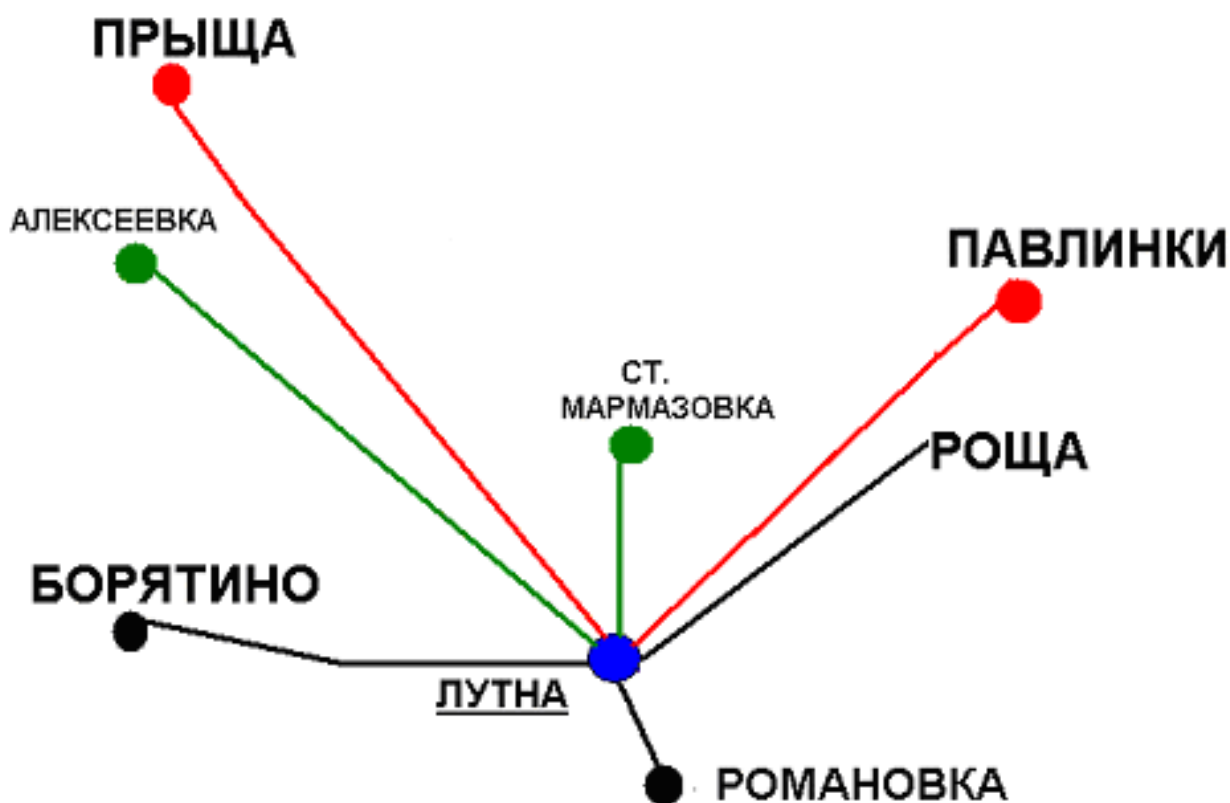 ПРЫЩА
АЛЕКСЕЕВКА
ПАВЛИНКИ
СТ.
МАРМАЗОВКА
РОЩА
БОРЯТИНО
ЛУТНА
РОМАНОВКА